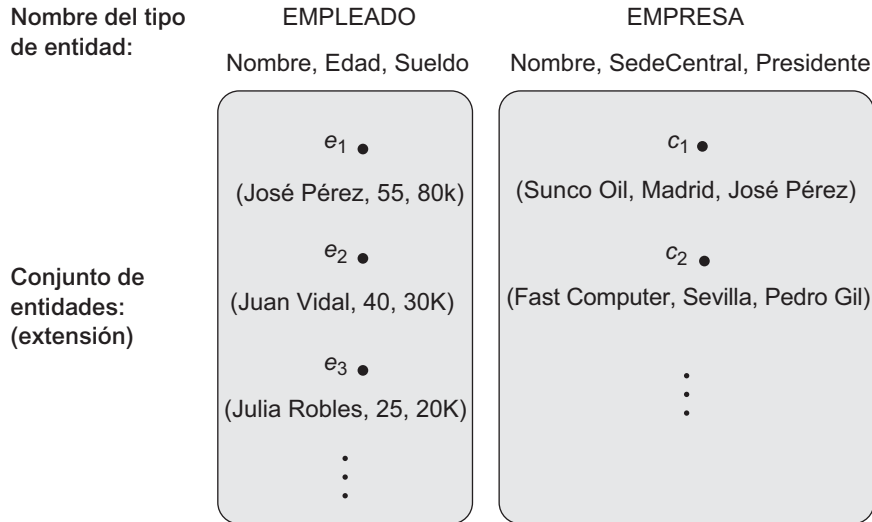 Nombre del tipo
de entidad:
EMPLEADO
EMPRESA
Nombre, Edad, Sueldo
Nombre, SedeCentral, Presidente
Conjunto de
entidades:
(extensión)
e1
(José Pérez, 55, 80k)
e2
(Juan Vidal, 40, 30K)
e3
(Julia Robles, 25, 20K)
c1
(Sunco Oil, Madrid, José Pérez)
c2
(Fast Computer, Sevilla, Pedro Gil)